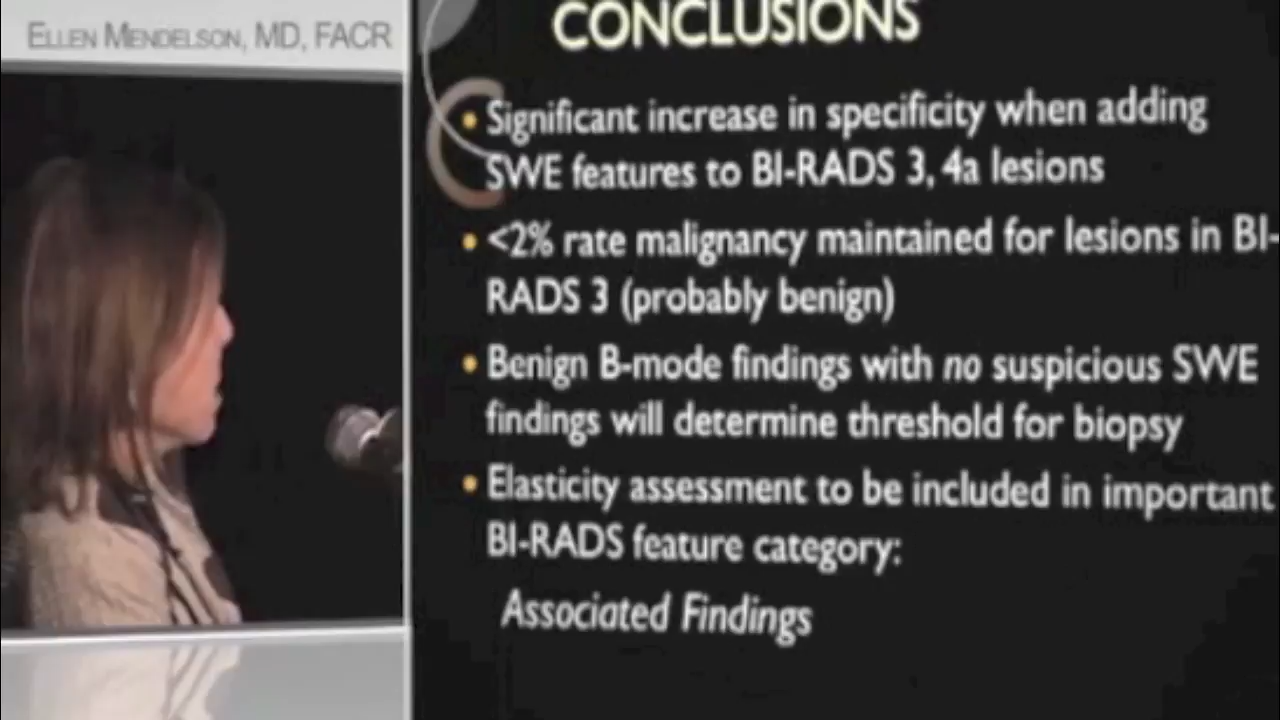 ELLEN MENDELSON, MD, FACR
CONCLUSIONS
• Significant increase in specificity when adding
SWE features to BI-RADS 3, 4a lesions
• <2% rate malignancy maintained for lesions in BI-
RADS 3 (probably benign)
• Benign B-mode findings with no suspicious SWE
findings will determine threshold for biopsy
• Elasticity assessment to be included in important
BI-RADS feature category:
Associated Findings